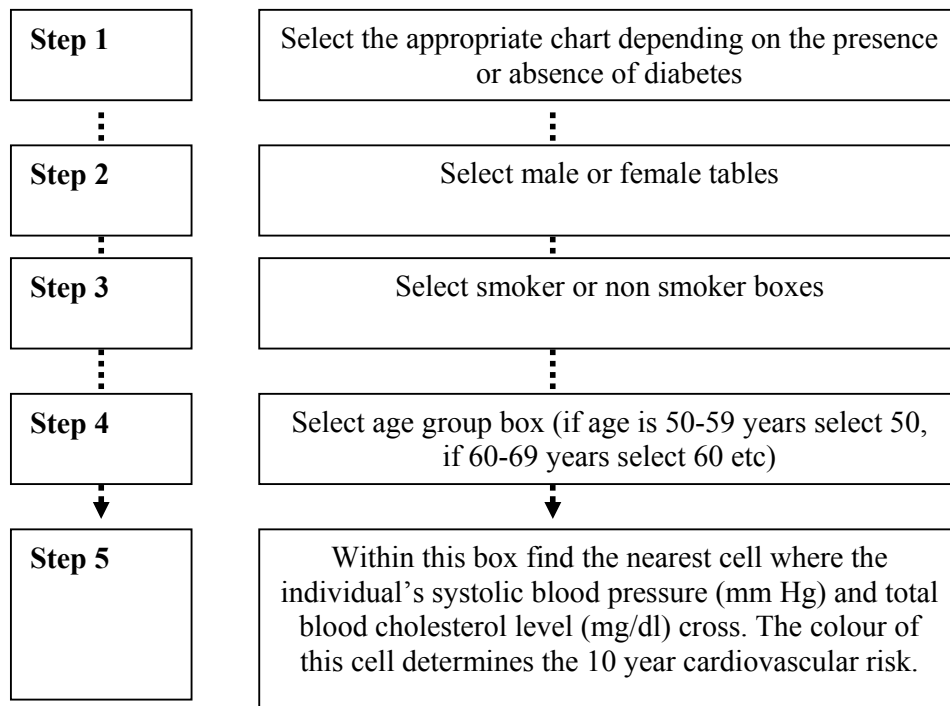 Step 1
Select the appropriate chart depending on the presence
or absence of diabetes
Step 2
Select male or female tables
Step 3
Select smoker or non smoker boxes
Step 4
Select age group box (if age is 50-59 years select 50,
if 60-69 years select 60 etc)
Step 5
Within this box find the nearest cell where the
individual’s systolic blood pressure (mm Hg) and total
blood cholesterol level (mg/dl) cross. The colour of
this cell determines the 10 year cardiovascular risk.